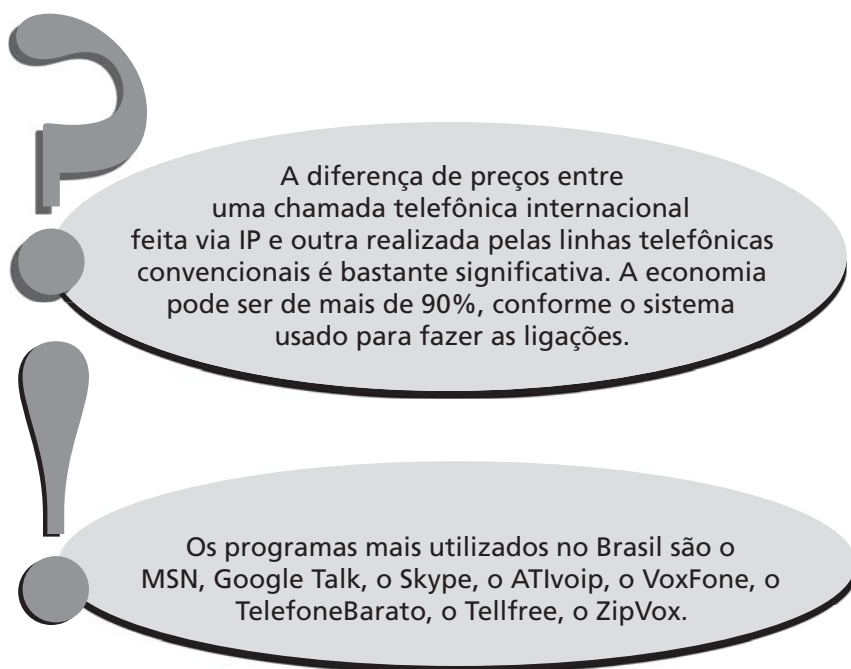 ?
A diferença de preços entre
uma chamada telefônica internacional
feita via IP e outra realizada pelas linhas telefônicas
convencionais é bastante significativa. A economia
pode ser de mais de 90%, conforme o sistema
usado para fazer as ligações.
!
Os programas mais utilizados no Brasil são o
MSN, Google Talk, o Skype, o ATIvoip, o VoxFone, o
TelefoneBarato, o Tellfree, o ZipVox.